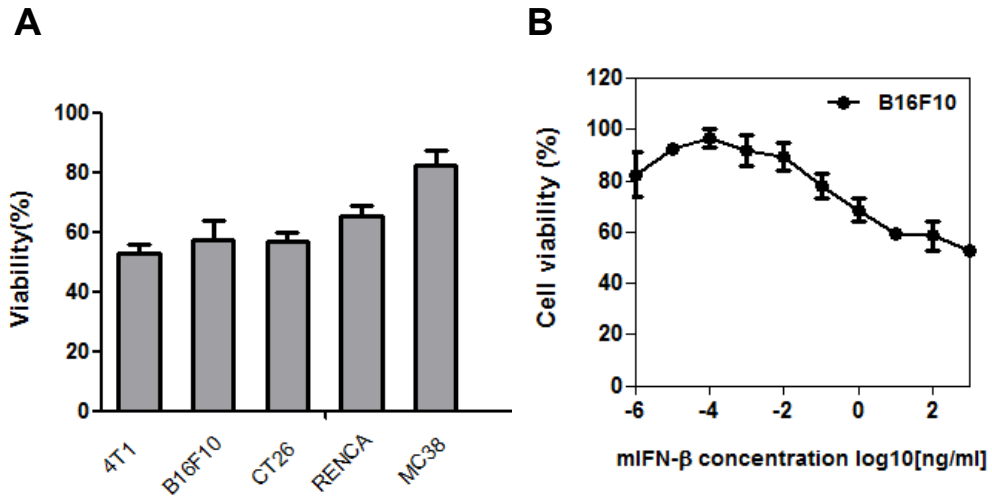 A
Viability(%)
100
80
60
40
20
0
4T1
B16F10
CT26
RENCA
MC38
B
Cell viability (%)
120
100
80
60
40
20
0
B16F10
-6
-4
-2
0
2
mIFN-β concentration log10[ng/ml]